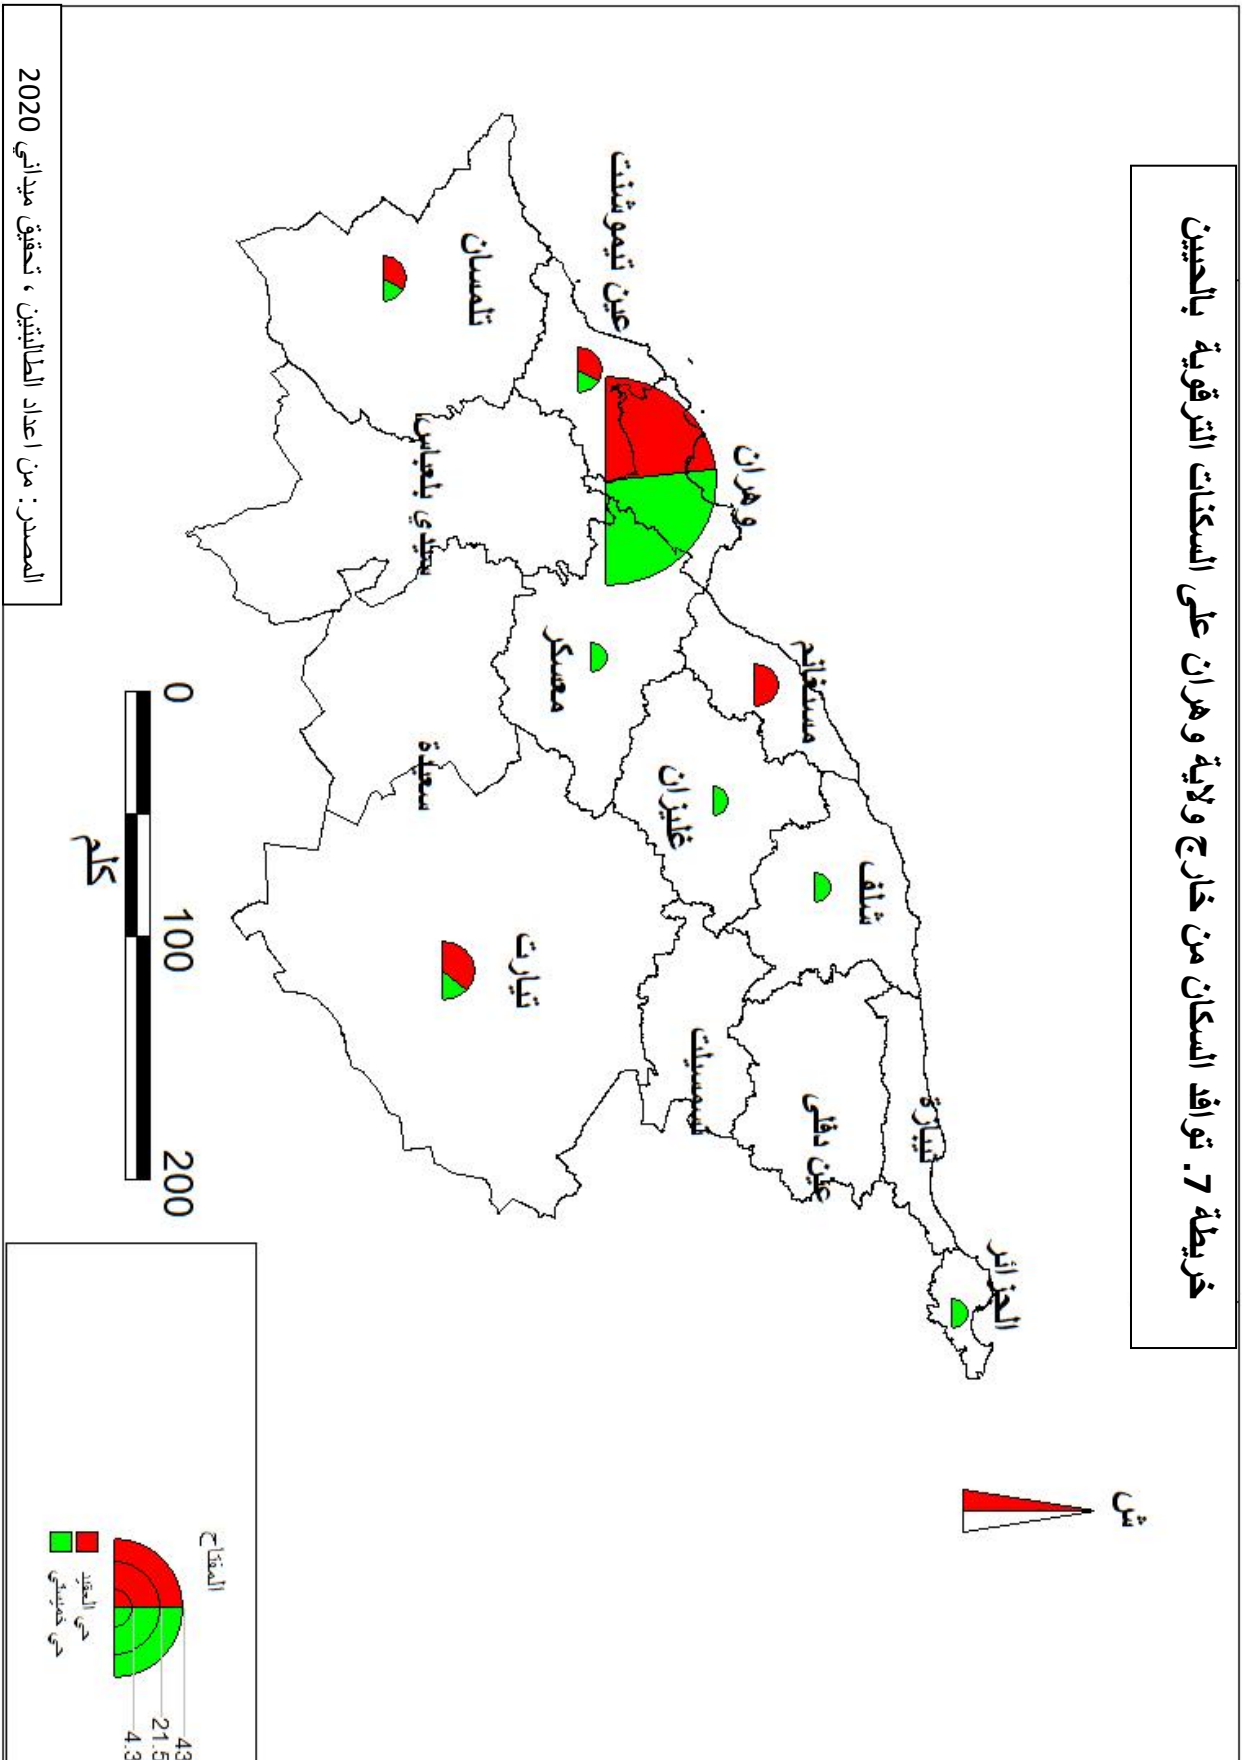 خريطة 7. توافد السكان من خارج ولاية وهران على السكنات الترقوية بالحيين
ش
الجزائر
تيبازة
عين دفلى
تسمسيلت
شلف
غليزان
مستغانم
وهران
عين تيموشنت
معسكر
تلمسان
سيدي بلعباس
سعيدة
تيارت
0
100
200
كلم
المفتاح
43
21.5
4.3
حي العقيد
حي خميستي
المصدر: من اعداد الطالبتين ، تحقيق ميداني 2020